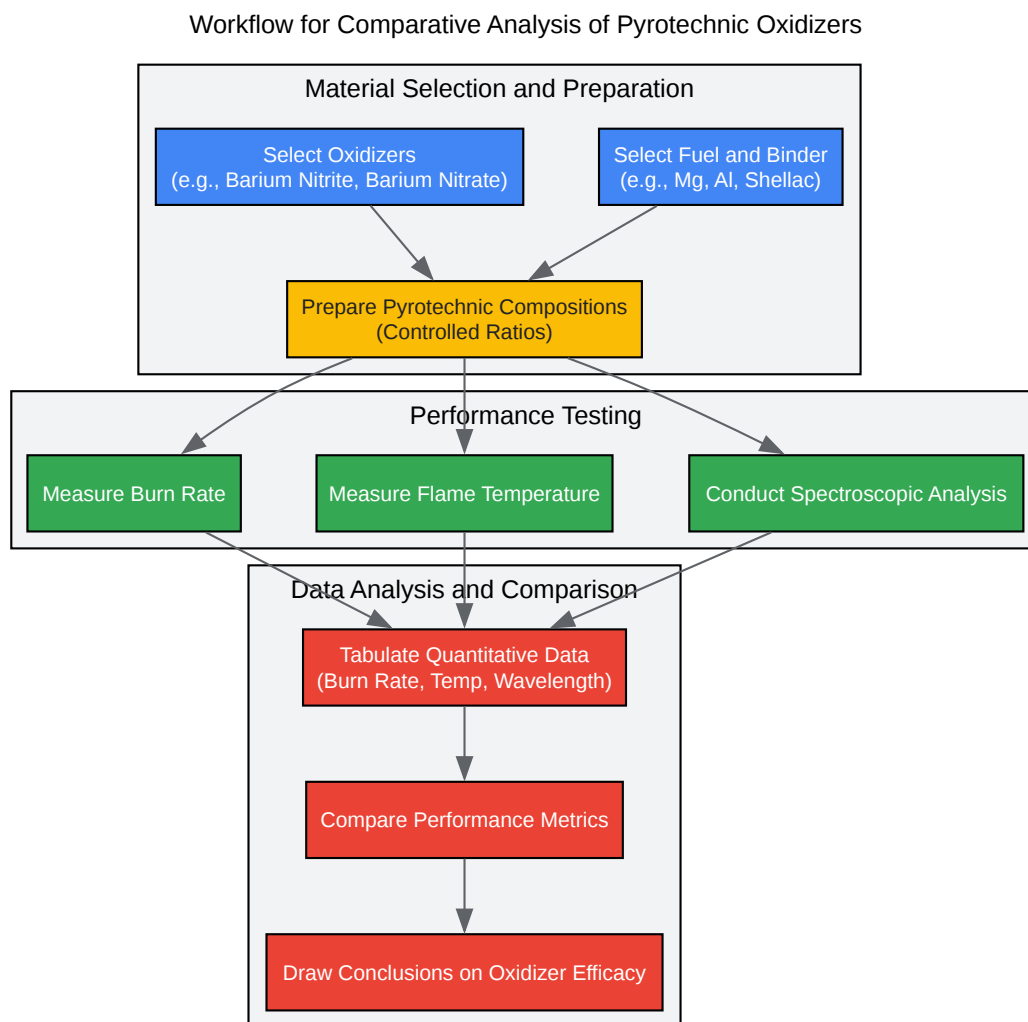 Workflow for Comparative Analysis of Pyrotechnic Oxidizers
Material Selection and Preparation
Select Oxidizers
(e.g., Barium Nitrite, Barium Nitrate)
Select Fuel and Binder
(e.g., Mg, Al, Shellac)
Prepare Pyrotechnic Compositions
(Controlled Ratios)
Performance Testing
Measure Burn Rate
Measure Flame Temperature
Conduct Spectroscopic Analysis
Data Analysis and Comparison
Tabulate Quantitative Data
(Burn Rate, Temp, Wavelength)
Compare Performance Metrics
Draw Conclusions on Oxidizer Efficacy